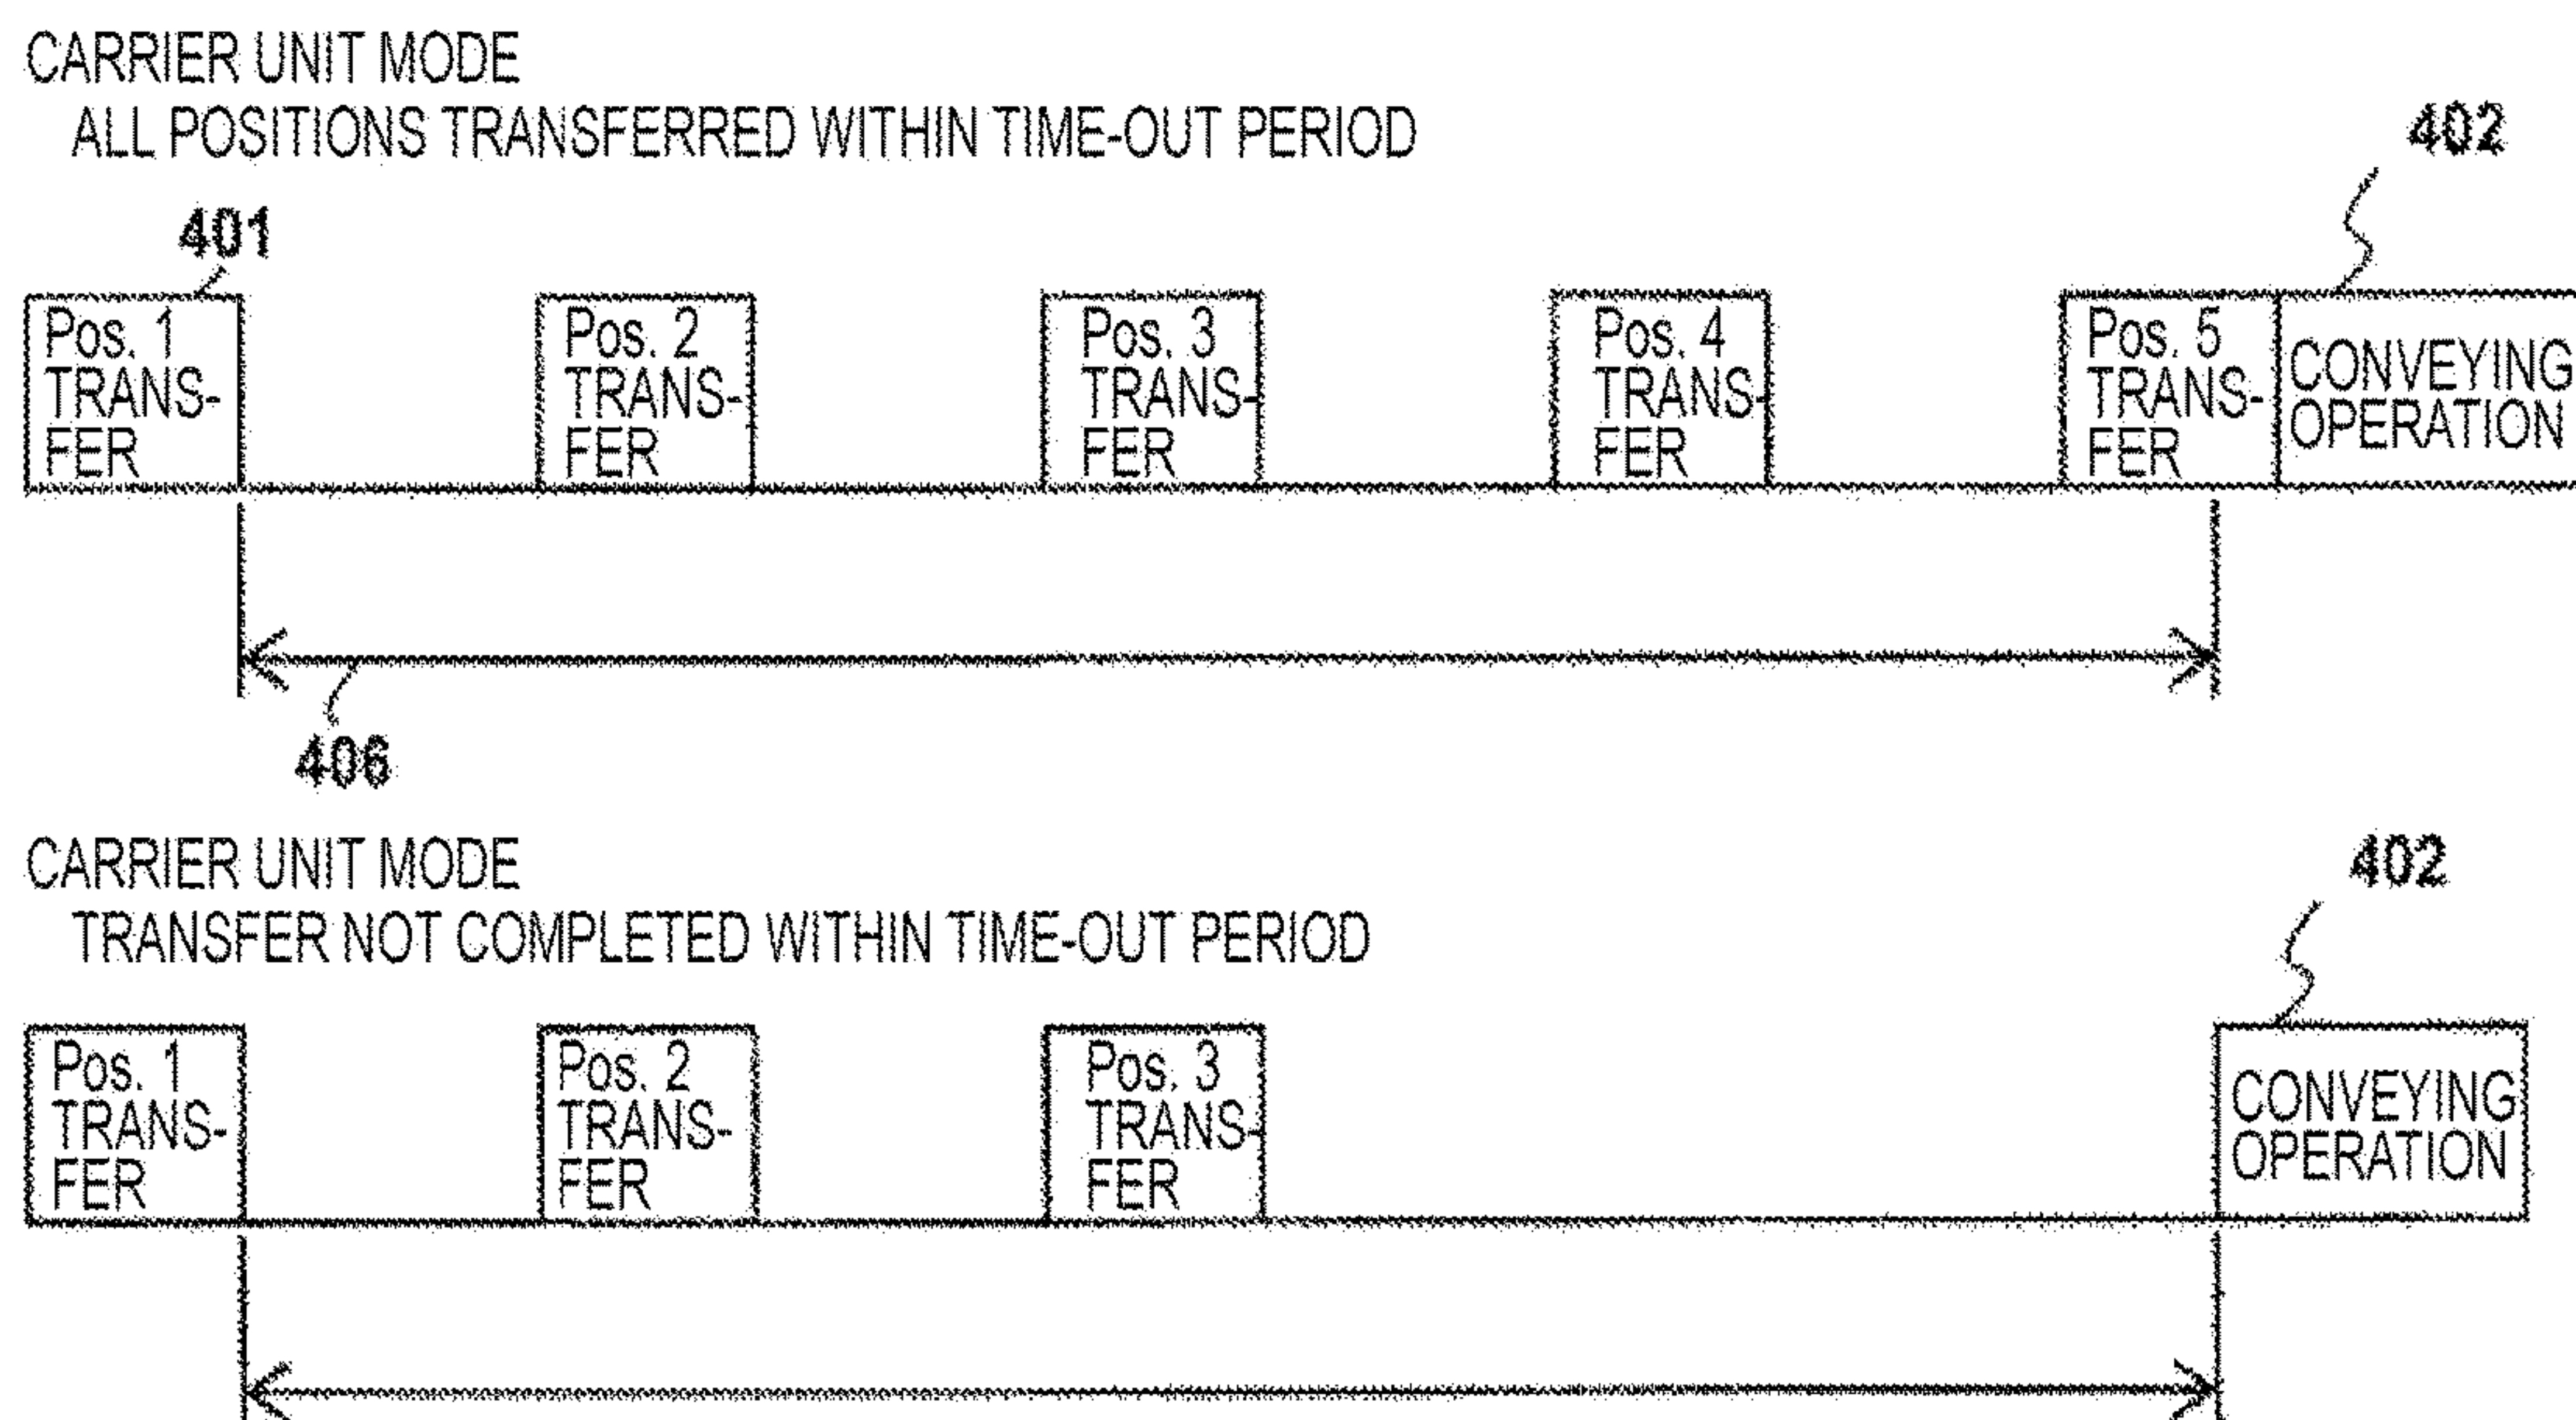 CARRIER UNIT MODE
ALL POSITIONS TRANSFERRED WITHIN TIME-OUT PERIOD
402
401
Pos. 1
TRANS-
FER
Pos. 2
TRANS-
FER
Pos. 3
TRANS-
FER
Pos. 4
TRANS-
FER
Pos. 5
TRANS-
FER
CONVEYING
OPERATION
406
CARRIER UNIT MODE
TRANSFER NOT COMPLETED WITHIN TIME-OUT PERIOD
402
Pos. 1
TRANS-
FER
Pos. 2
TRANS-
FER
Pos. 3
TRANS-
FER
CONVEYING
OPERATION